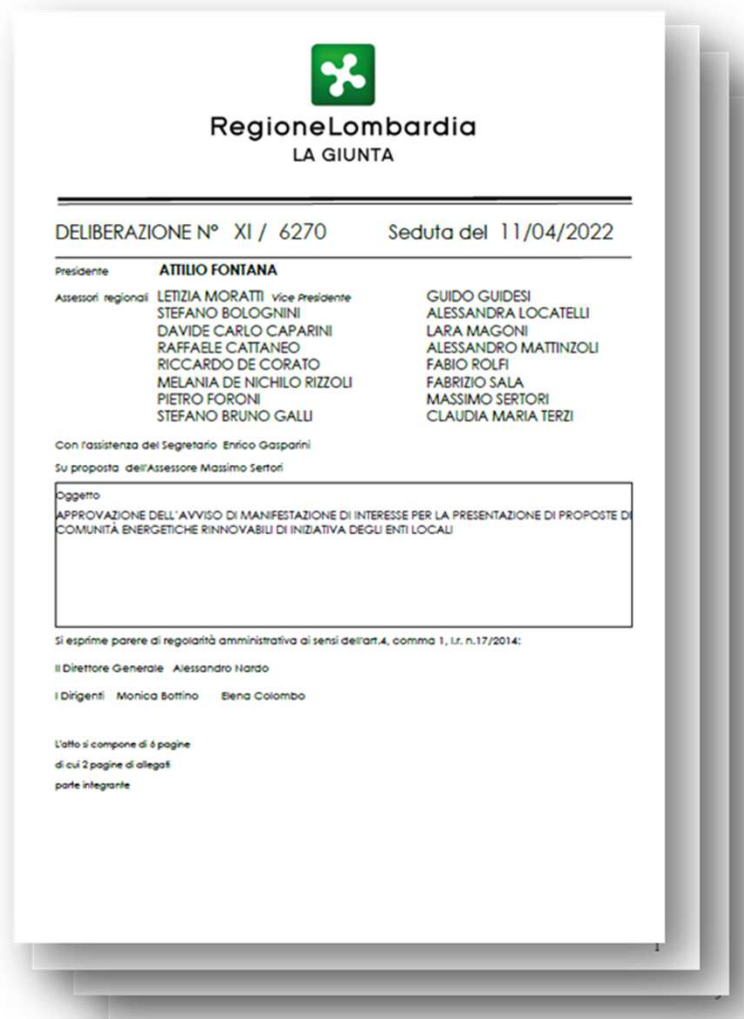 RegioneLombardia
LA GIUNTA
DELIBERAZIONE N° XI / 6270 Seduta del 11/04/2022
Presidente ATTILIO FONTANA
Assessori regionali LETIZIA MORATTI Vice Presidente GUIDO GUIDESI
STEFANO BOLOGNINI ALESSANDRA LOCATELLI
DAVIDE CARLO CAPARINI LARA MAGONI
RAFFAELE CATTANEO ALESSANDRO MATTINZOLI
RICCARDO DE CORATO FABIO ROLFI
MELANIA DE NICHILO RIZZOLI FABRIZIO SALA
PIETRO FORONI MASSIMO SERTORI
STEFANO BRUNO GALLI CLAUDIA MARIA TERZI
Con l'assistenza del Segretario Enrico Gasparini
Su proposta dell'Assessore Massimo Sertori
Oggetto
APPROVAZIONE DELL'AVVISO DI MANIFESTAZIONE DI INTERESSE PER LA PRESENTAZIONE DI PROPOSTE DI
COMUNITÀ ENERGETICHE RINNOVABILI DI INIZIATIVA DEGLI ENTI LOCALI
Si esprime parere di regolarità amministrativa ai sensi dell'art.4, comma 1, l.r. n.17/2014:
Il Direttore Generale Alessandro Nardo
I Dirigenti Monica Bottino Elena Colombo
L'atto si compone di 6 pagine
di cui 2 pagine di allegati
parte integrante